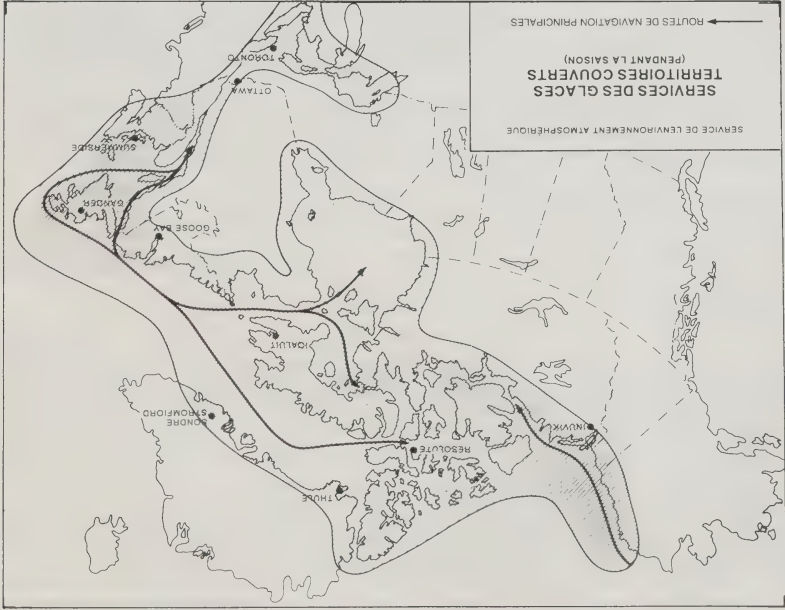 THULE
RESOLUTE
INUVIK
SONDRE
STROMFIORD
IQALUIT
GOOSE BAY
GANDER
SUMMERSIDE
OTTAWA
TORONTO
SERVICE DE L'ENVIRONNEMENT ATMOSPHÉRIQUE
SERVICES DES GLACES
TERRITOIRES COUVERTS
(PENDANT LA SAISON)
ROUTES DE NAVIGATION PRINCIPALES